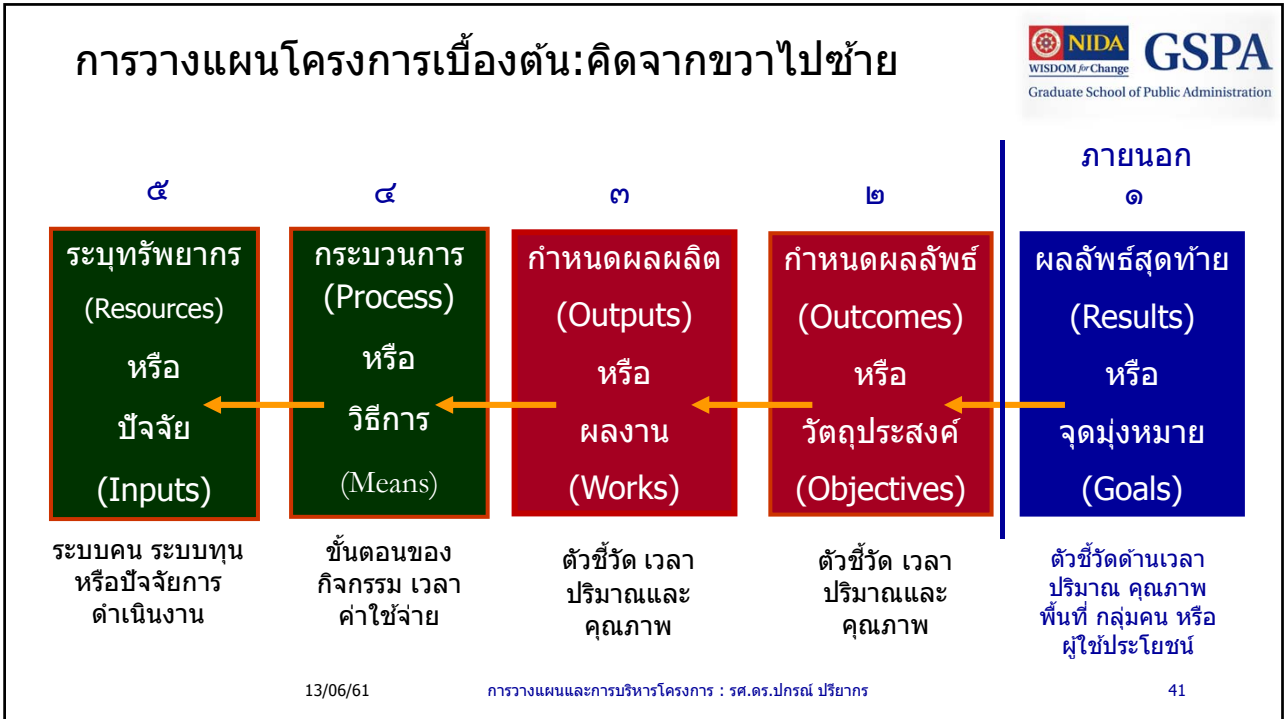 การวางแผนโครงการเบื้องต้น:คิดจากขวาไปซ้าย
NIDA
WISDOM for Change
GSPA
Graduate School of Public Administration
๕
ระบุทรัพยากร
(Resources)
หรือ
ปัจจัย
(Inputs)
ระบบคน ระบบทุน
หรือปัจจัยการ
ดำเนินงาน
๔
กระบวนการ
(Process)
หรือ
วิธีการ
(Means)
ขั้นตอนของ
กิจกรรม เวลา
ค่าใช้จ่าย
๓
กำหนดผลผลิต
(Outputs)
หรือ
ผลงาน
(Works)
ตัวชี้วัด เวลา
ปริมาณและ
คุณภาพ
๒
กำหนดผลลัพธ์
(Outcomes)
หรือ
วัตถุประสงค์
(Objectives)
ตัวชี้วัด เวลา
ปริมาณและ
คุณภาพ
ภายนอก
๑
ผลลัพธ์สุดท้าย
(Results)
หรือ
จุดมุ่งหมาย
(Goals)
ตัวชี้วัดด้านเวลา
ปริมาณ คุณภาพ
พื้นที่ กลุ่มคน หรือ
ผู้ใช้ประโยชน์
13/06/61
การวางแผนและการบริหารโครงการ : รศ.ดร.ปกรณ์ ปรียากร
41